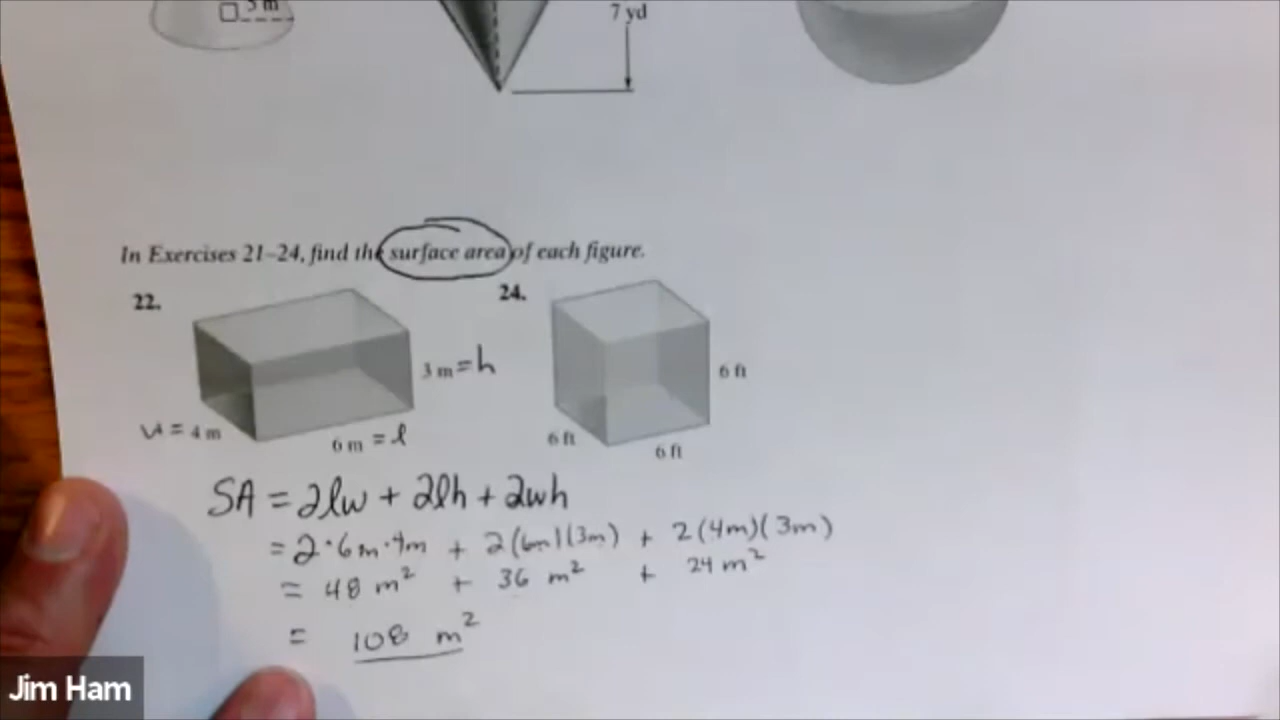 5 m
7 yd
In Exercises 21–24, find the surface area of each figure.
22.
24.
3 m = h
w = 4 m
6 m = l
6 ft
6 ft
6 ft
SA = 2lw + 2lh + 2wh
= 2·6m·4m + 2(6m)(3m) + 2(4m)(3m)
= 48 m² + 36 m² + 24 m²
= 108 m²
Jim Ham